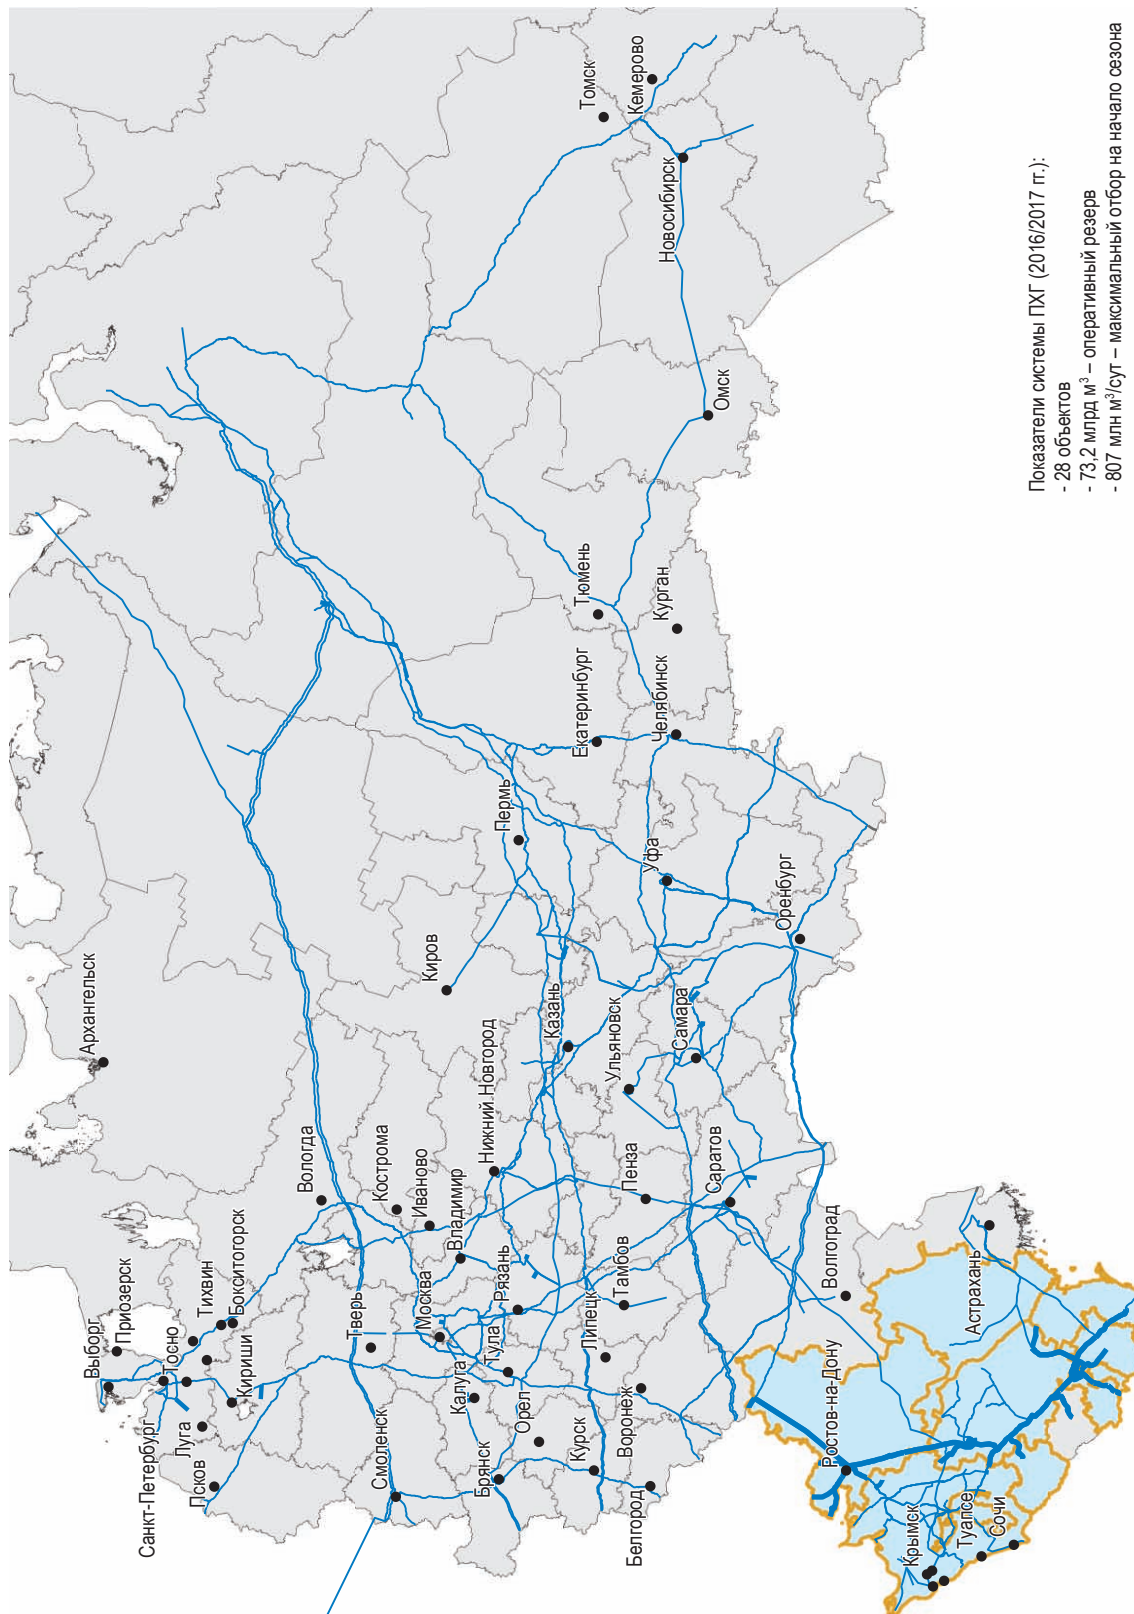 Выборг
Приозерск
Санкт-Петербург
Тосно
Тихвин
Бокситогорск
Кириши
Луга
Псков
Архангельск
Вологда
Кострома
Иваново
Владимир
Нижний Новгород
Тверь
Москва
Рязань
Смоленск
Калуга
Тула
Брянск
Орел
Липецк
Тамбов
Курск
Воронеж
Белгород
Киров
Казань
Ульяновск
Самара
Пенза
Саратов
Пермь
Уфа
Оренбург
Екатеринбург
Челябинск
Тюмень
Курган
Омск
Новосибирск
Томск
Кемерово
Волгоград
Астрахань
Ростов-на-Дону
Крымск
Туапсе
Сочи
Показатели системы ПХГ (2016/2017 гг.):
- 28 объектов
- 73,2 млрд м³ – оперативный резерв
- 807 млн м³/сут – максимальный отбор на начало сезона